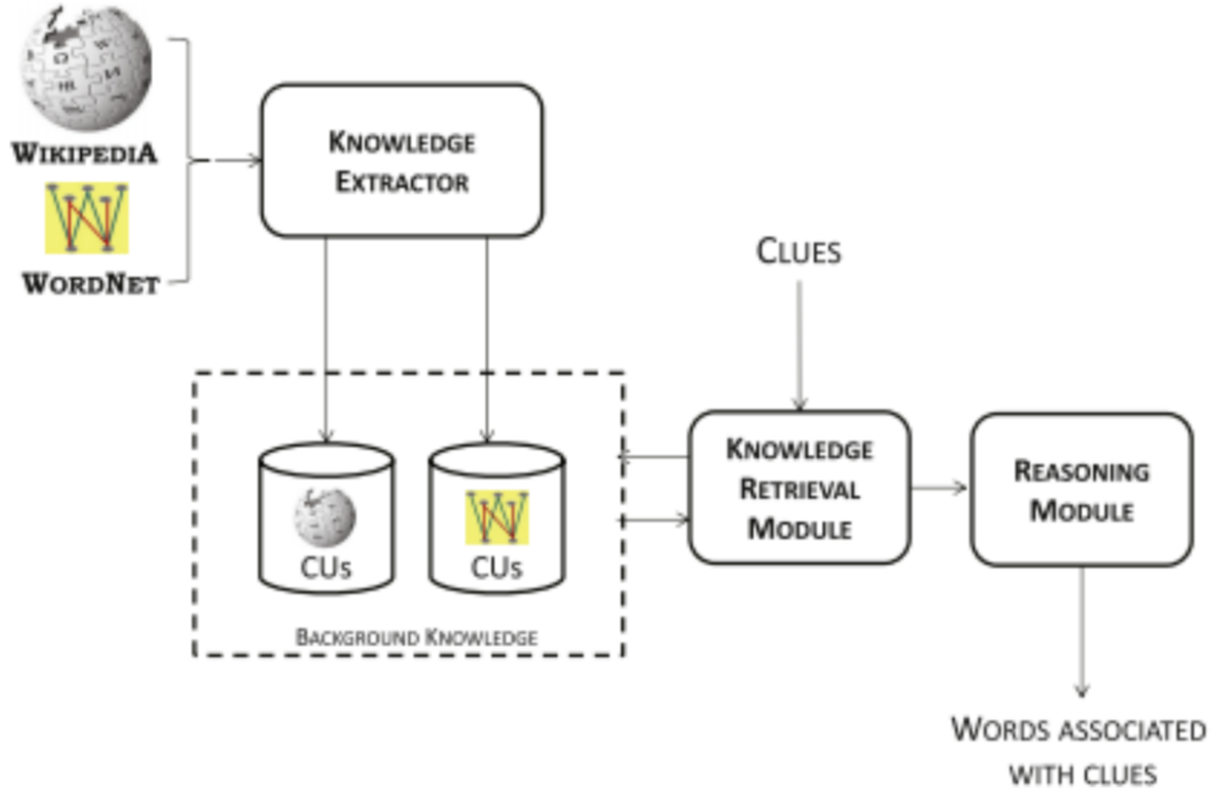 WIKIPEDIA
WORDNET
KNOWLEDGE
EXTRACTOR
CLUES
KNOWLEDGE
RETRIEVAL
MODULE
REASONING
MODULE
CUs
CUs
BACKGROUND KNOWLEDGE
WORDS ASSOCIATED
WITH CLUES